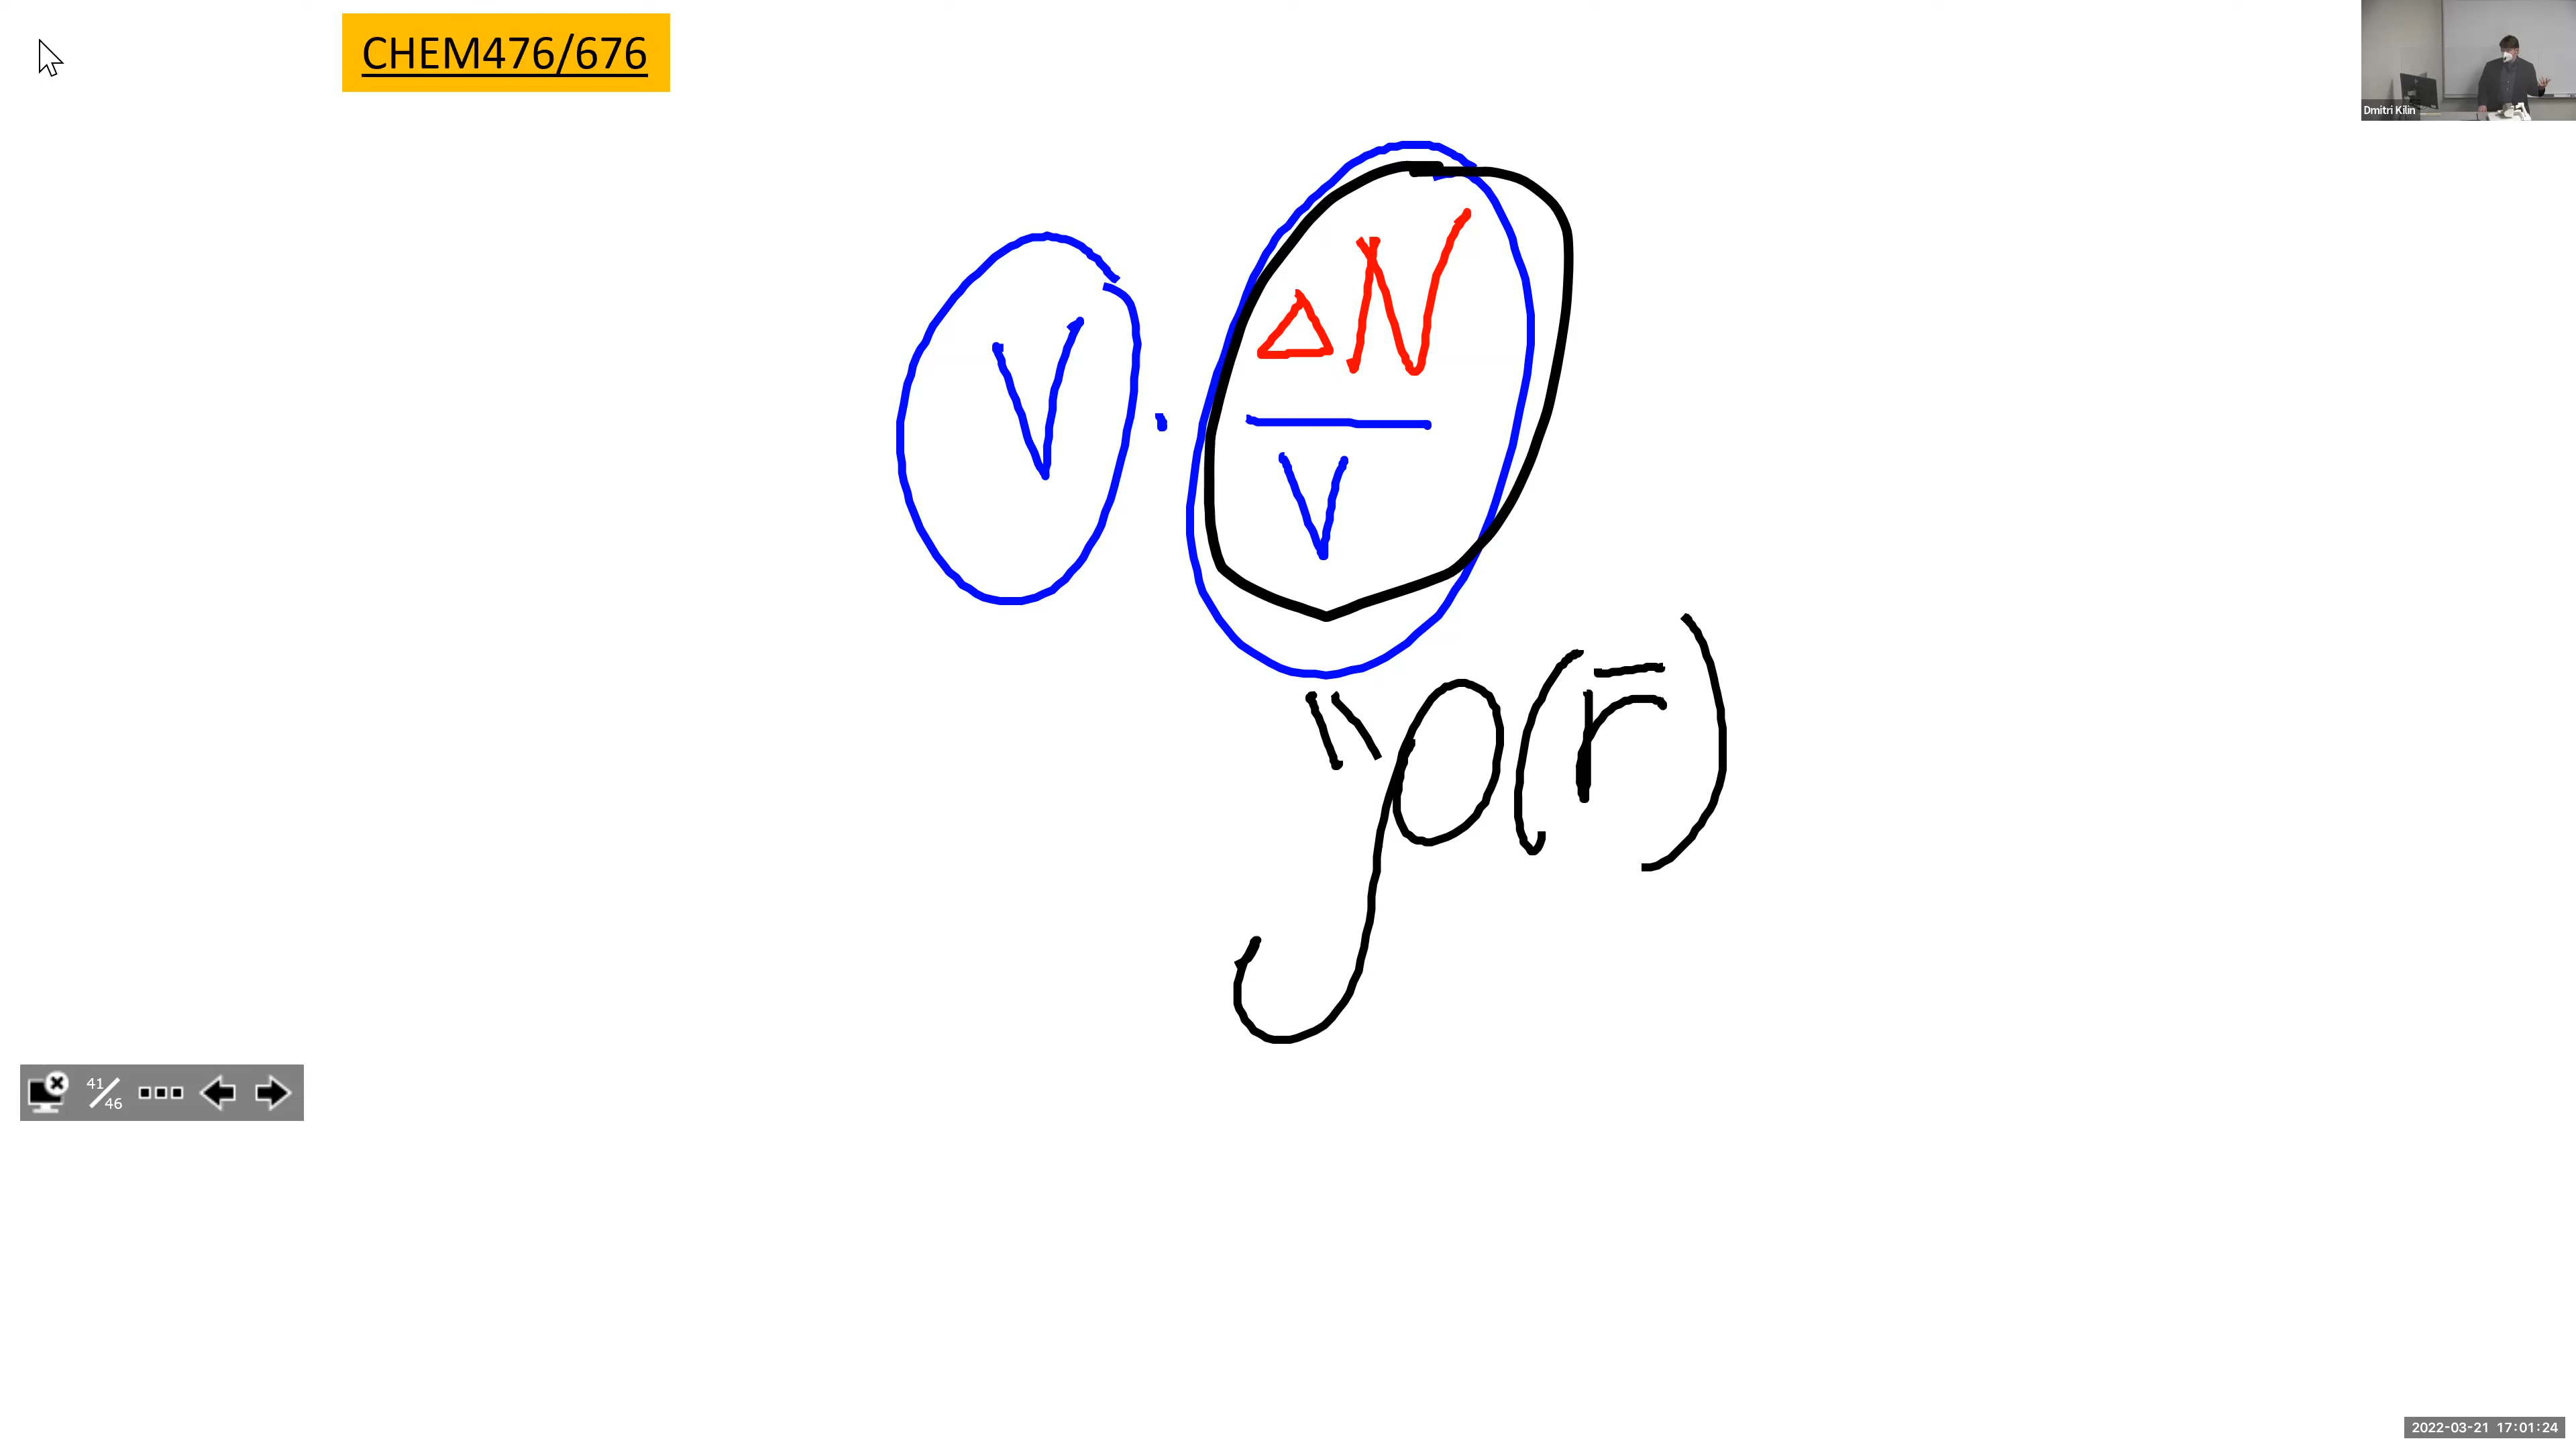 CHEM476/676
Dmitri Kilin
V · ΔN
V
ρ(r̅)
41/46
2022-03-21 17:01:24